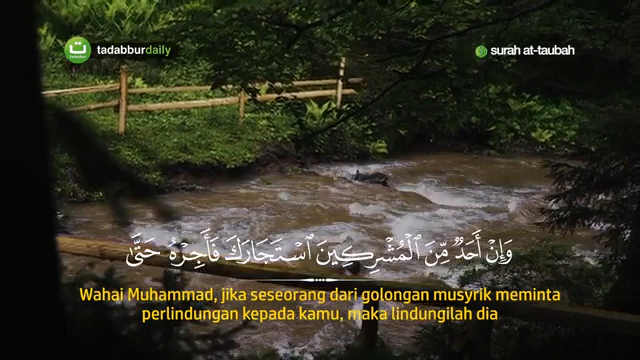 tadabburdaily
surah at-taubah
وَإِنْ أَحَدٌ مِّنَ ٱلْمُشْرِكِينَ ٱسْتَجَارَكَ فَأَجِرْهُ حَتَّىٰ
Wahai Muhammad, jika seseorang dari golongan musyrik meminta
perlindungan kepada kamu, maka lindungilah dia